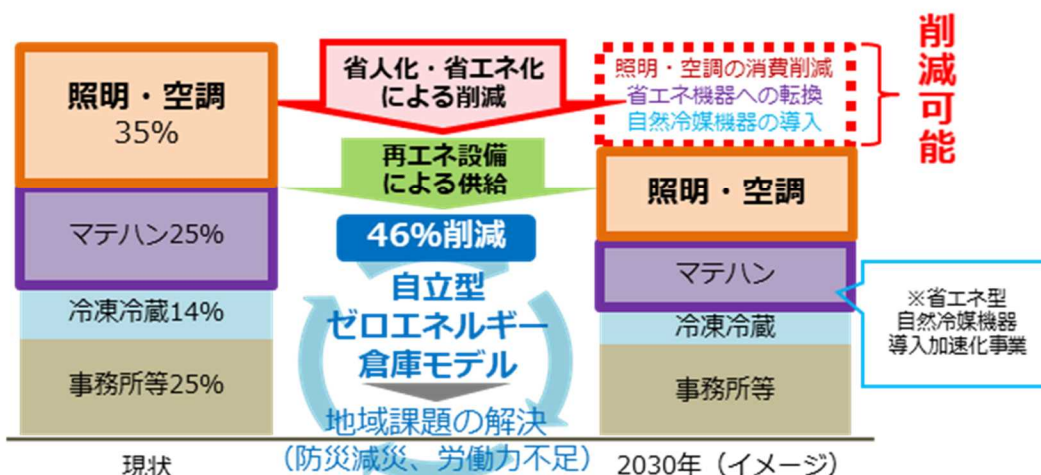 照明・空調
35%
マテハン25%
冷凍冷蔵14%
事務所等25%
現状
省人化・省エネ化
による削減
再エネ設備
による供給
46%削減
自立型
ゼロエネルギー
倉庫モデル
地域課題の解決
(防災減災、労働力不足)
照明・空調の消費削減
省エネ機器への転換
自然冷媒機器の導入
削減可能
照明・空調
マテハン
冷凍冷蔵
事務所等
2030年(イメージ)
※省エネ型
自然冷媒機器
導入加速化事業